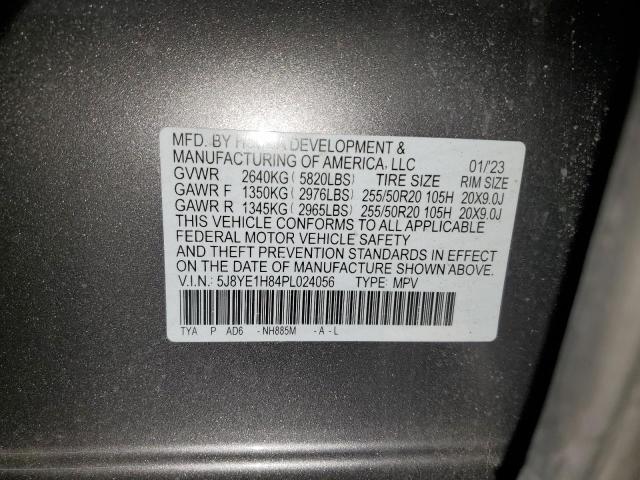 MFD. BY HONDA DEVELOPMENT &
MANUFACTURING OF AMERICA, LLC 01/23
GVWR 2640KG (5820LBS) TIRE SIZE RIM SIZE
GAWR F 1350KG (2976LBS) 255/50R20 105H 20X9.0J
GAWR R 1345KG (2965LBS) 255/50R20 105H 20X9.0J
THIS VEHICLE CONFORMS TO ALL APPLICABLE
FEDERAL MOTOR VEHICLE SAFETY
AND THEFT PREVENTION STANDARDS IN EFFECT
ON THE DATE OF MANUFACTURE SHOWN ABOVE.
V.I.N.: 5J8YE1H84PL024056 TYPE: MPV
TYA P AD6 -NH885M -A-L